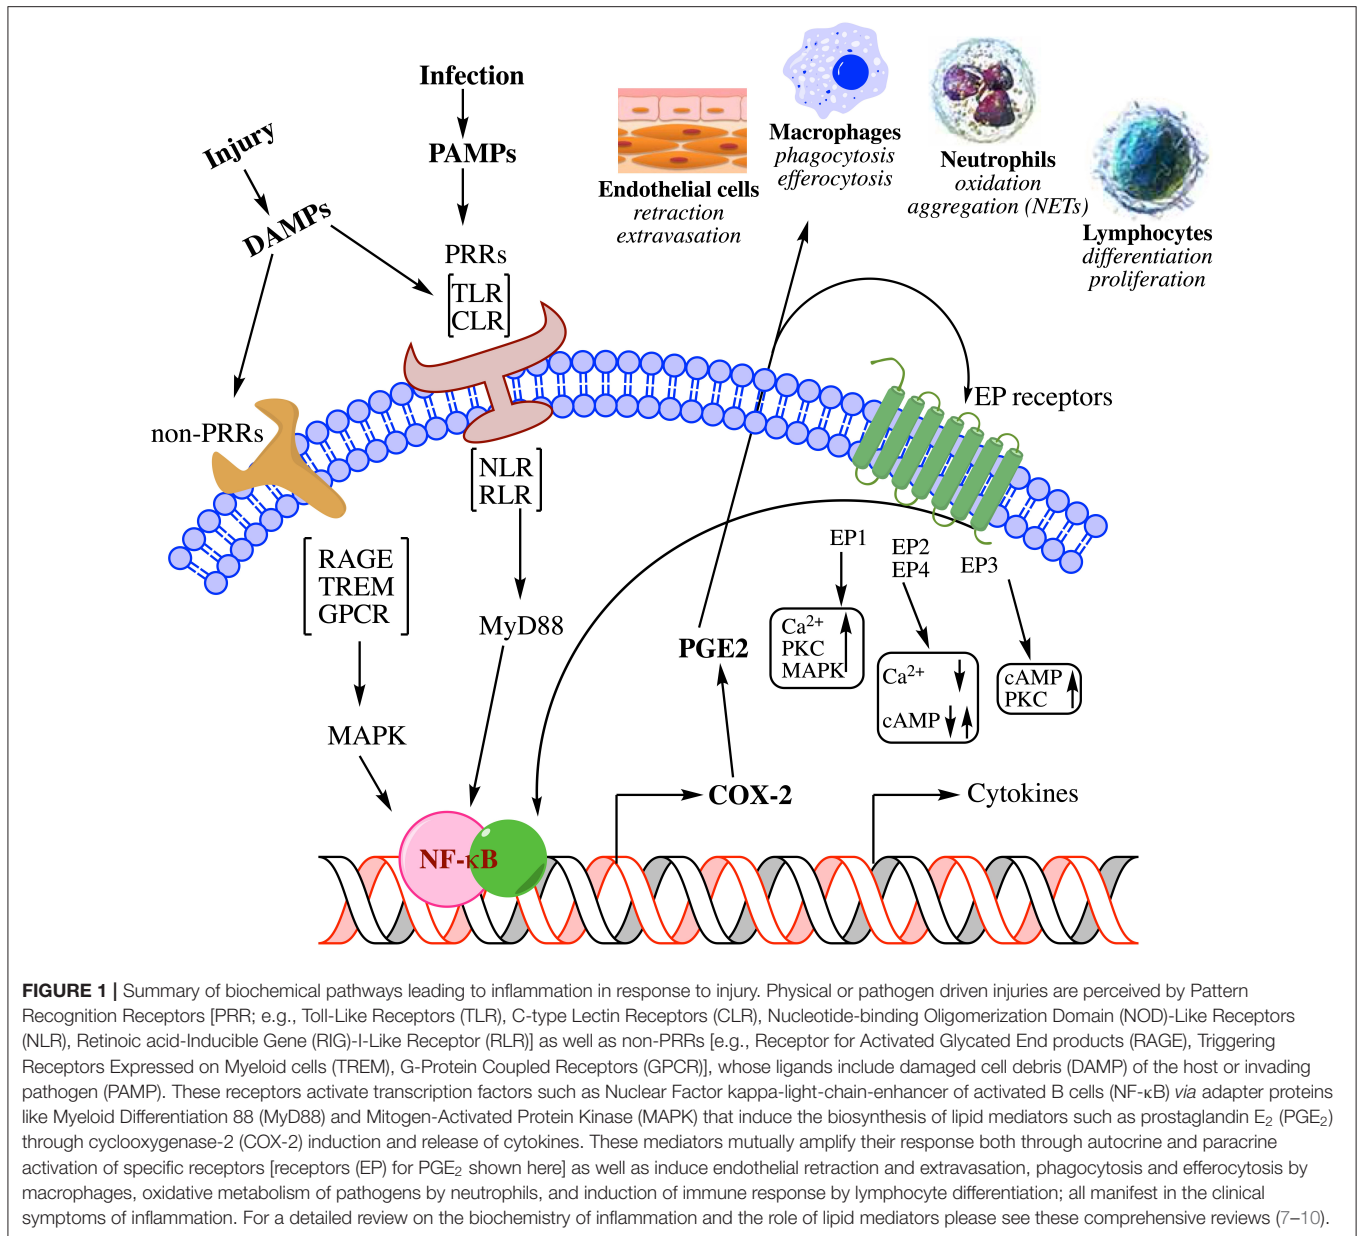 Infection
PAMPs
PRRs
TLR
CLR
Injury
DAMPs
non-PRRs
RAGE
TREM
GPCR
MAPK
NLR
RLR
MyD88
NF-κB
Endothelial cells
retraction
extravasation
Macrophages
phagocytosis
efferocytosis
Neutrophils
oxidation
aggregation (NETs)
Lymphocytes
differentiation
proliferation
EP receptors
EP1
Ca2+
PKC
MAPK
EP2
EP4
Ca2+
cAMP
EP3
cAMP
PKC
PGE2
COX-2
Cytokines
FIGURE 1 | Summary of biochemical pathways leading to inflammation in response to injury. Physical or pathogen driven injuries are perceived by Pattern
Recognition Receptors [PRR; e.g., Toll-Like Receptors (TLR), C-type Lectin Receptors (CLR), Nucleotide-binding Oligomerization Domain (NOD)-Like Receptors
(NLR), Retinoic acid-Inducible Gene (RIG)-I-Like Receptor (RLR)] as well as non-PRRs [e.g., Receptor for Activated Glycated End products (RAGE), Triggering
Receptors Expressed on Myeloid cells (TREM), G-Protein Coupled Receptors (GPCR)], whose ligands include damaged cell debris (DAMP) of the host or invading
pathogen (PAMP). These receptors activate transcription factors such as Nuclear Factor kappa-light-chain-enhancer of activated B cells (NF-κB) via adapter proteins
like Myeloid Differentiation 88 (MyD88) and Mitogen-Activated Protein Kinase (MAPK) that induce the biosynthesis of lipid mediators such as prostaglandin E2 (PGE2)
through cyclooxygenase-2 (COX-2) induction and release of cytokines. These mediators mutually amplify their response both through autocrine and paracrine
activation of specific receptors [receptors (EP) for PGE2 shown here] as well as induce endothelial retraction and extravasation, phagocytosis and efferocytosis by
macrophages, oxidative metabolism of pathogens by neutrophils, and induction of immune response by lymphocyte differentiation; all manifest in the clinical
symptoms of inflammation. For a detailed review on the biochemistry of inflammation and the role of lipid mediators please see these comprehensive reviews (7–10).